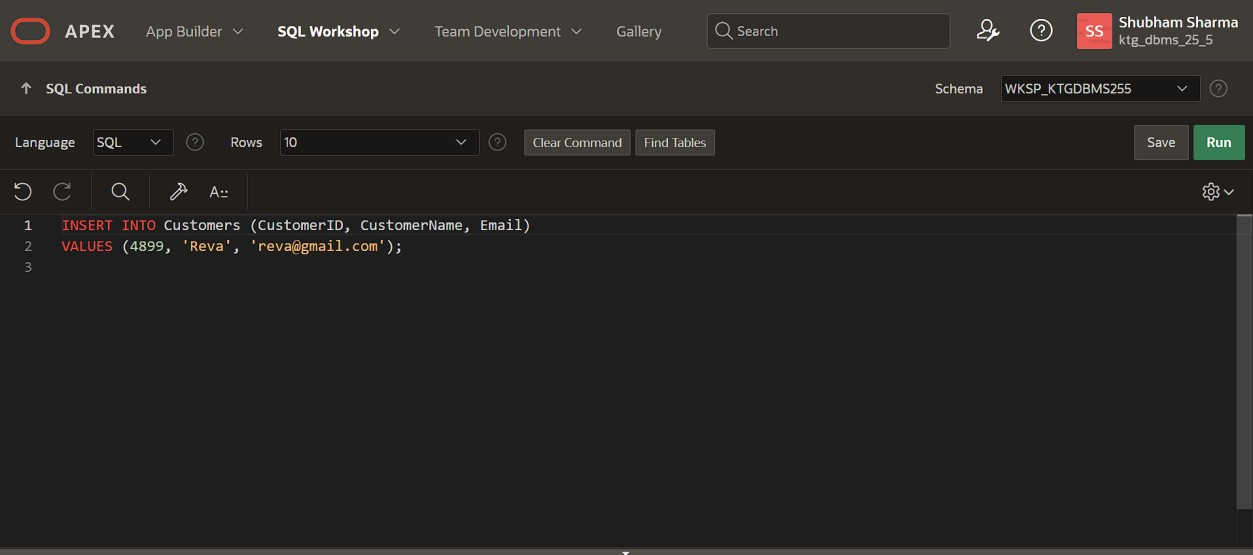 APEX App Builder SQL Workshop Team Development Gallery Search SS Shubham Sharma
ktg_dbms_25_5
SQL Commands Schema WKSP_KTGDBMS255
Language SQL Rows 10 Clear Command Find Tables Save Run
A::
1 INSERT INTO Customers (CustomerID, CustomerName, Email)
2 VALUES (4899, 'Reva', 'reva@gmail.com');
3